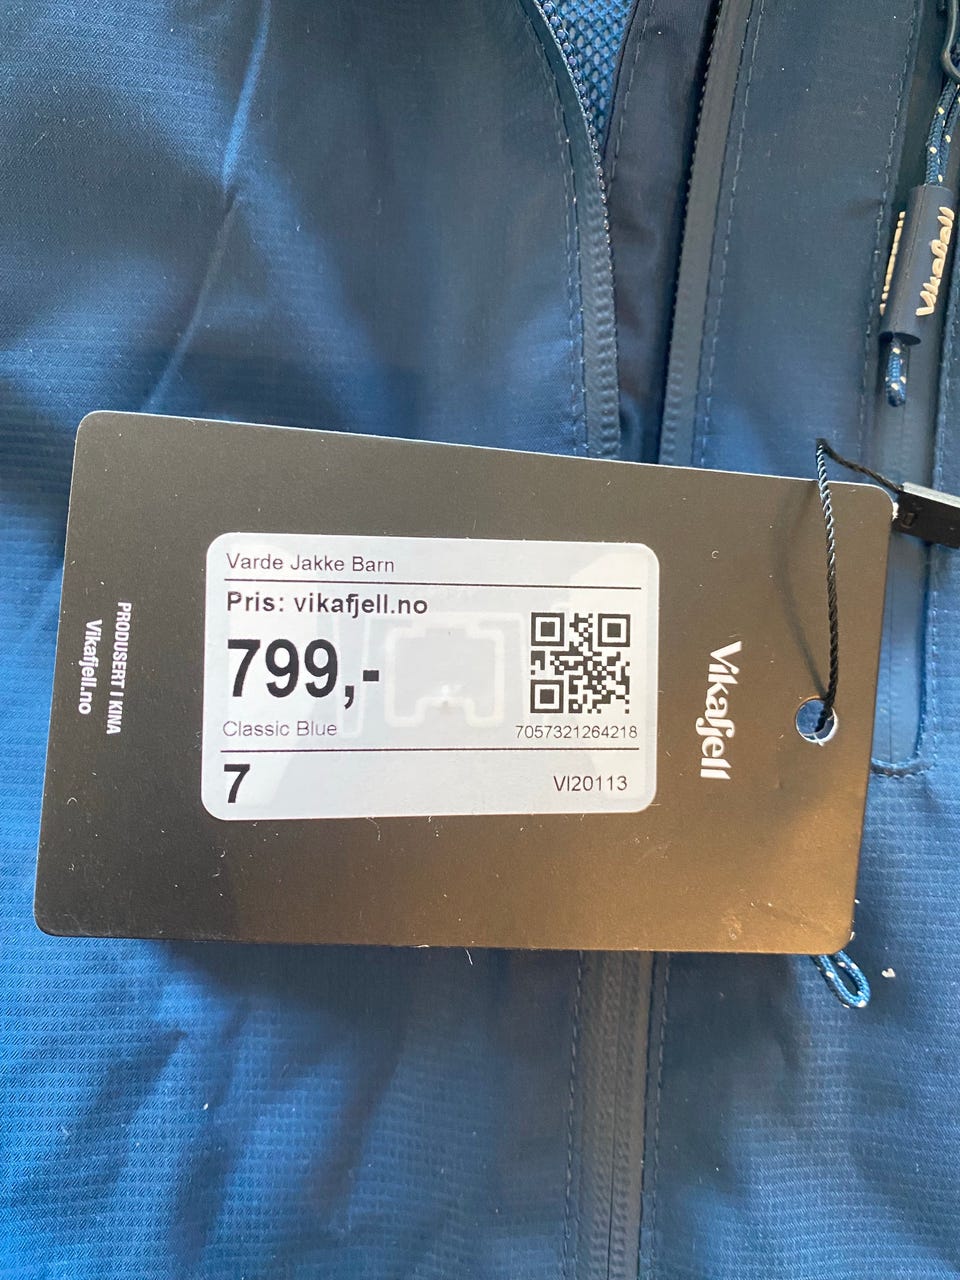 Varde Jakke Barn
Pris: vikafjell.no
799,-
Classic Blue
7057321264218
7
VI20113
Vikafjell
PRODUSERT I KINA
Vikafjell.no
Vikafjell